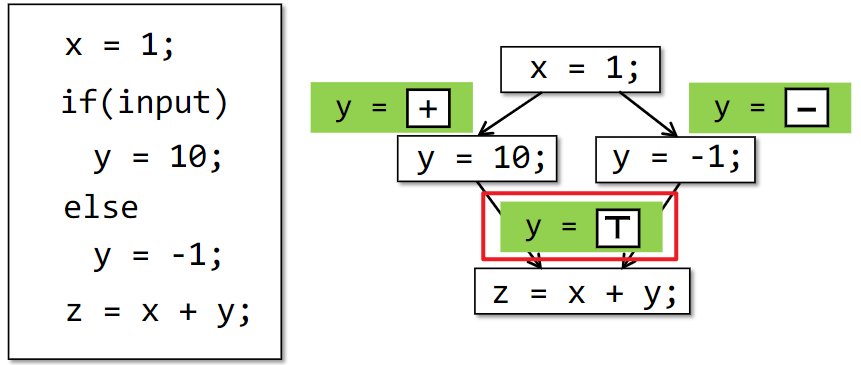 x = 1;
if(input)
y = 10;
else
y = -1;
z = x + y;
x = 1;
y = +
y = −
y = 10;
y = -1;
y = ⊤
z = x + y;